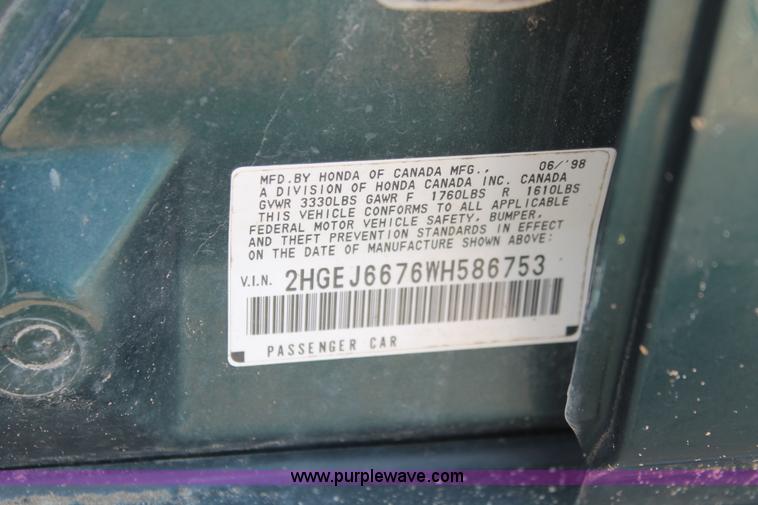 MFD.BY HONDA OF CANADA MFG., 06/'98
A DIVISION OF HONDA CANADA INC. CANADA
GVWR 3330LBS GAWR F 1760LBS R 1610LBS
THIS VEHICLE CONFORMS TO ALL APPLICABLE
FEDERAL MOTOR VEHICLE SAFETY, BUMPER,
AND THEFT PREVENTION STANDARDS IN EFFECT
ON THE DATE OF MANUFACTURE SHOWN ABOVE:
V.I.N. 2HGEJ6676WH586753
PASSENGER CAR
www.purplewave.com